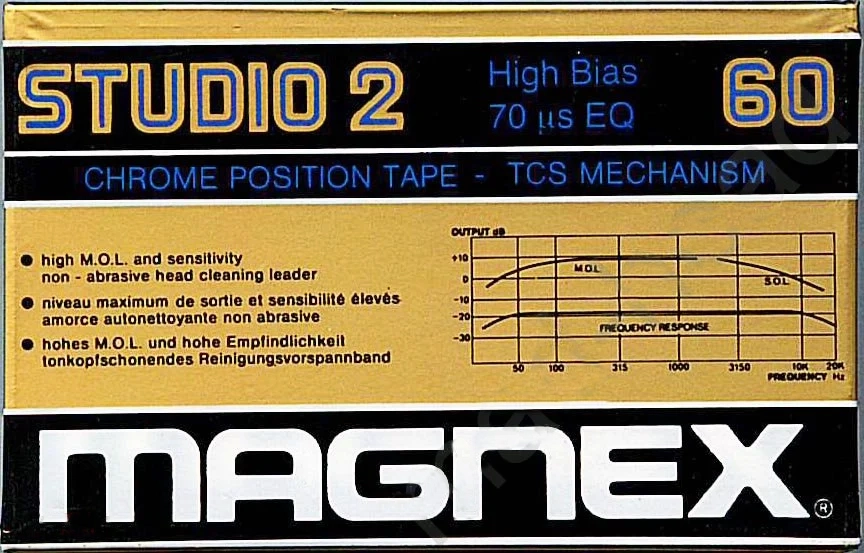 STUDIO 2
High Bias
70 µs EQ
60
CHROME POSITION TAPE - TCS MECHANISM
● high M.O.L. and sensitivity
non - abrasive head cleaning leader
● niveau maximum de sortie et sensibilité élevés
amorce autonettoyante non abrasive
● hohes M.O.L. und hohe Empfindlichkeit
tonkopfschonendes Reinigungsvorspannband
OUTPUT dB
+10
0
-10
-20
-30
M.O.L.
S.O.L.
FREQUENCY RESPONSE
50 100 315 1000 3150 10K 20K
FREQUENCY Hz
MAGNEX ®